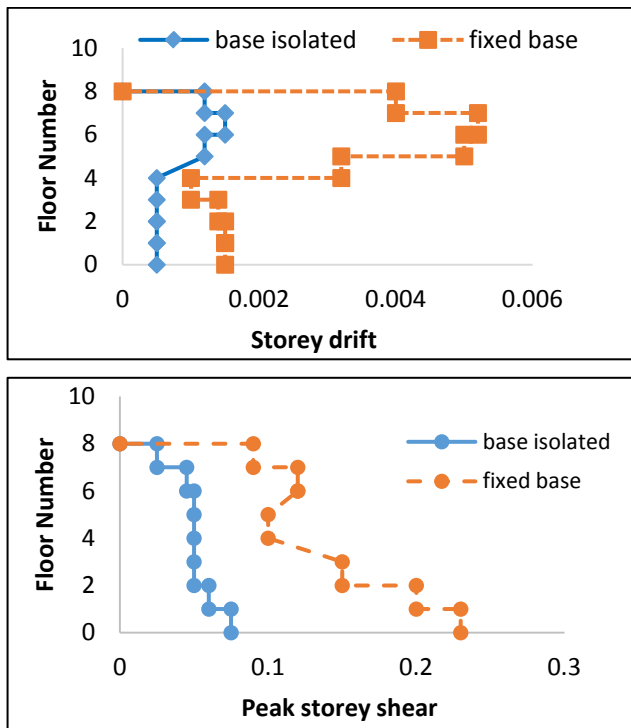 base isolated
fixed base
Floor Number
10
8
6
4
2
0
0
0.002
0.004
0.006
Storey drift
base isolated
fixed base
Floor Number
10
8
6
4
2
0
0
0.1
0.2
0.3
Peak storey shear